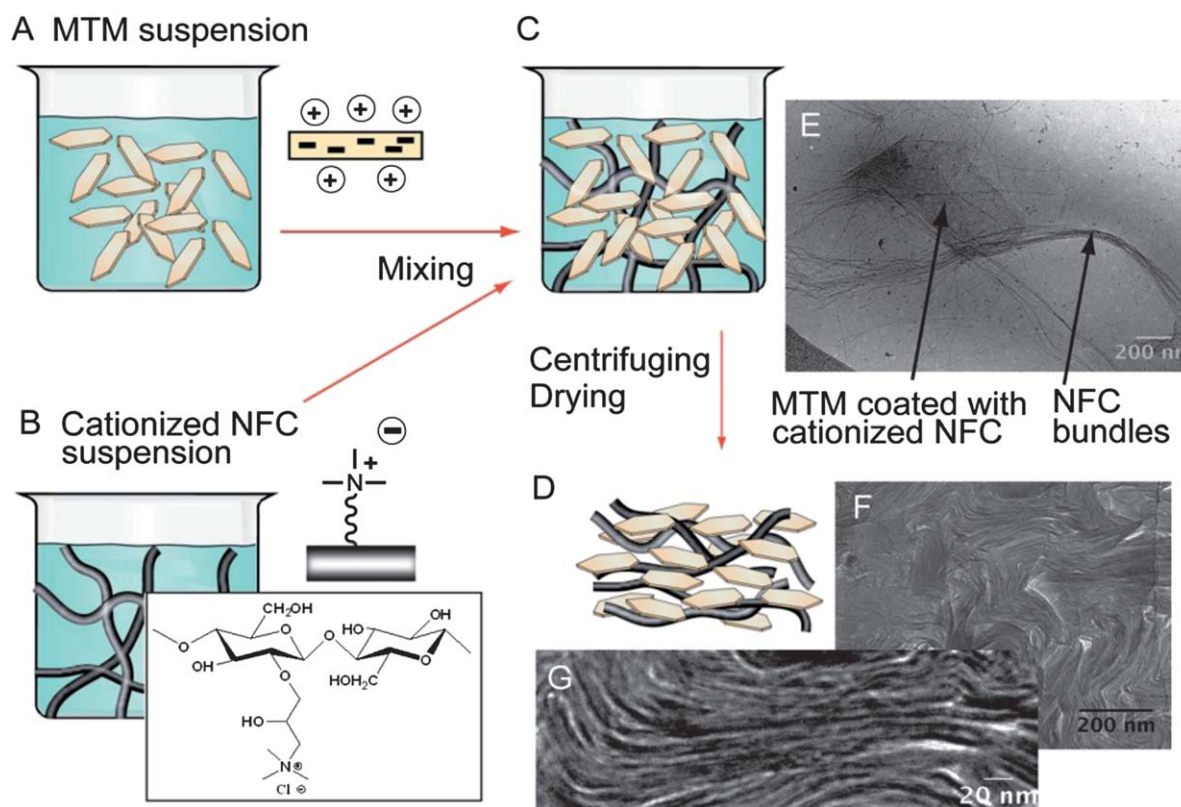 A MTM suspension
Mixing
B Cationized NFC
suspension
N
+
CH₂OH
O
O
OH
O
O
HO
OH
O
HOH₂C
O
HO
N⊕
Cl ⊖
C
Centrifuging
Drying
D
E
200 nm
MTM coated with
cationized NFC
NFC
bundles
F
200 nm
G
20 nm